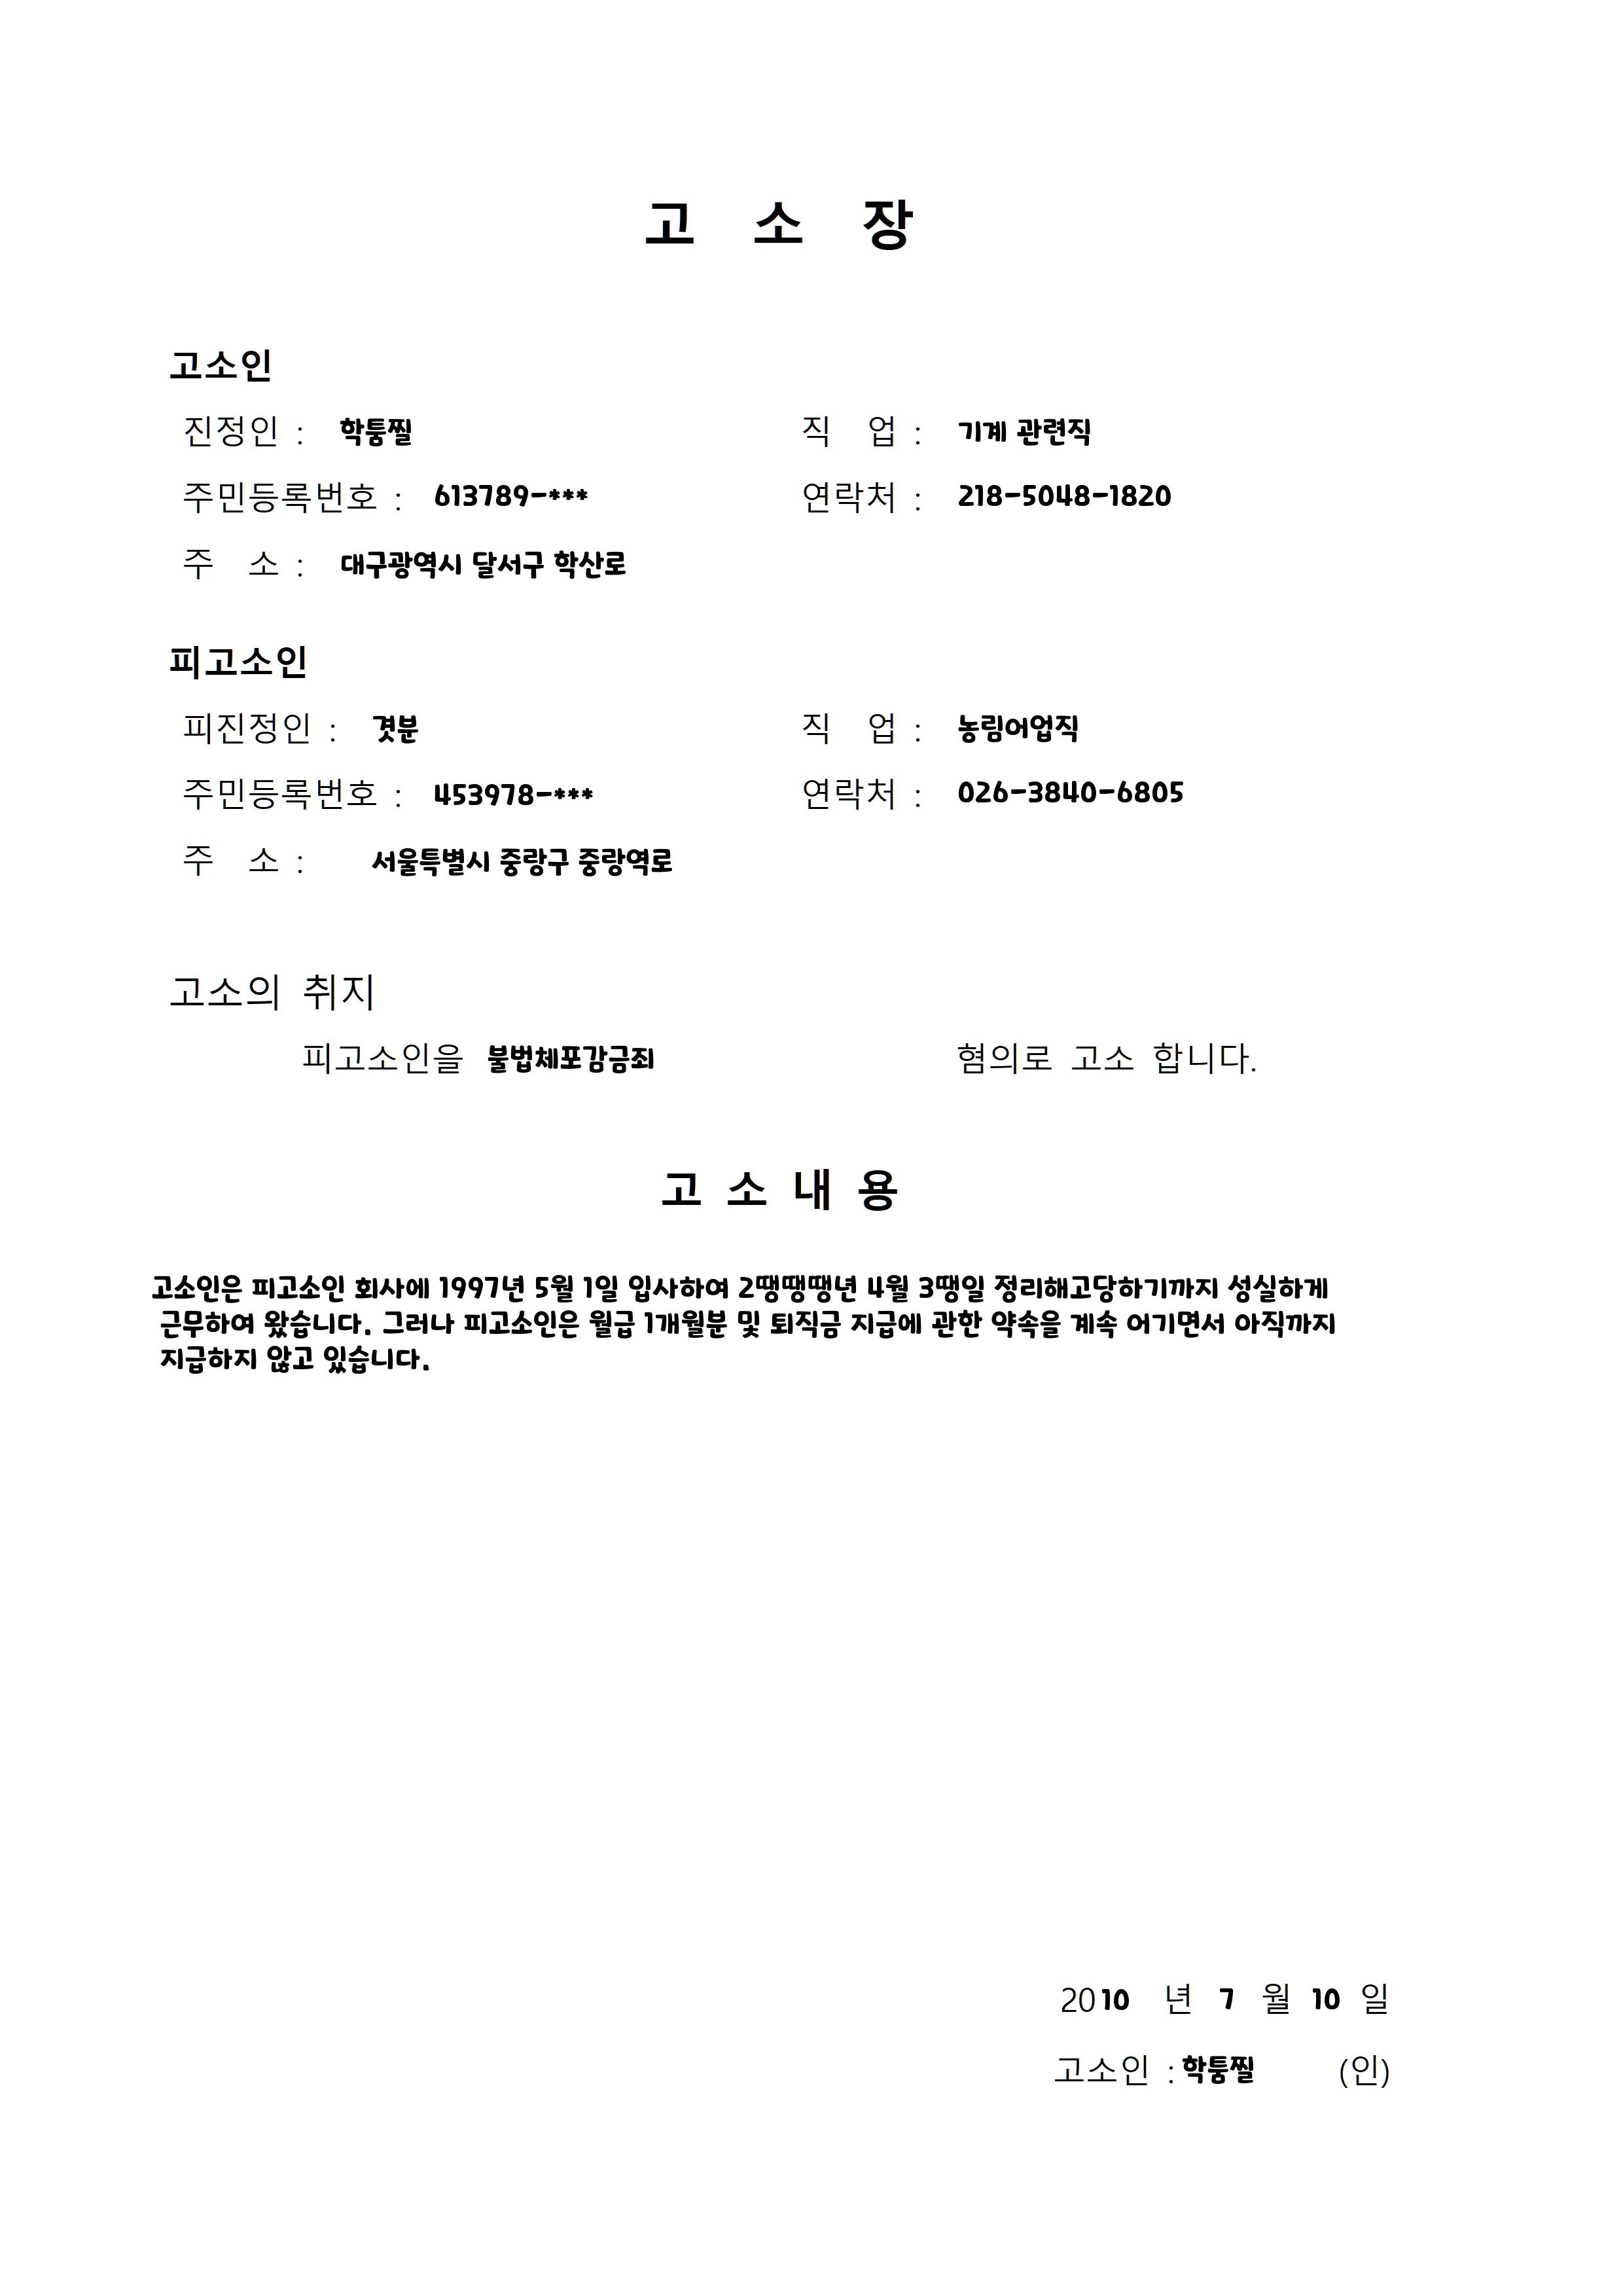 고 소 장
고소인
진정인 : 학퉁찔 직 업 : 기계 관련직
주민등록번호 : 613789-*** 연락처 : 218-5048-1820
주 소 : 대구광역시 달서구 학산로
피고소인
피진정인 : 겻분 직 업 : 농림어업직
주민등록번호 : 453978-*** 연락처 : 026-3840-6805
주 소 : 서울특별시 중랑구 중랑역로
고소의 취지
피고소인을 불법체포감금죄 혐의로 고소 합니다.
고 소 내 용
고소인은 피고소인 회사에 1997년 5월 1일 입사하여 2땡땡땡년 4월 3땡일 정리해고당하기까지 성실하게
근무하여 왔습니다. 그러나 피고소인은 월급 1개월분 및 퇴직금 지급에 관한 약속을 계속 어기면서 아직까지
지급하지 않고 있습니다.
2010 년 7 월 10 일
고소인 : 학퉁찔 (인)